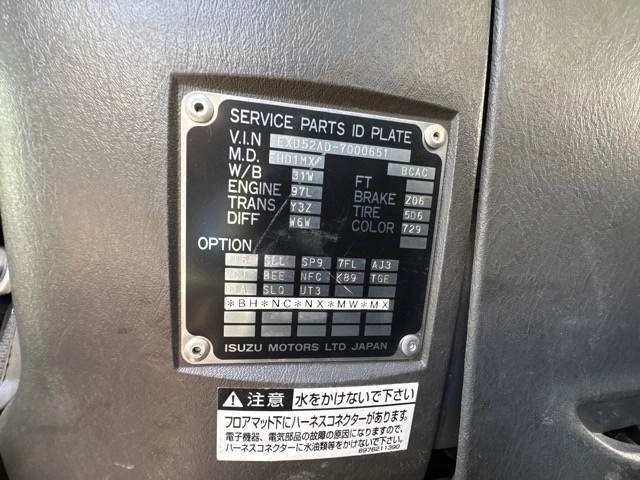 SERVICE PARTS ID PLATE
V.I.N EXD52AD-7000651
M.D. EHD1MX BCAC
W/B 31W FT
ENGINE 97L BRAKE Z06
TRANS Y3Z TIRE 5D6
DIFF W6W COLOR 729
OPTION
SP9 7FL AJ3
8EE NFC K89 TGE
SLQ UT3
*BH*NC*NX*MW*MX
ISUZU MOTORS LTD JAPAN
注意 水をかけないで下さい
フロアマット下にハーネスコネクターがあります。
電子機器、電気部品の故障の原因になりますので、
ハーネスコネクターに水油類等をかけないで下さい
8976211390